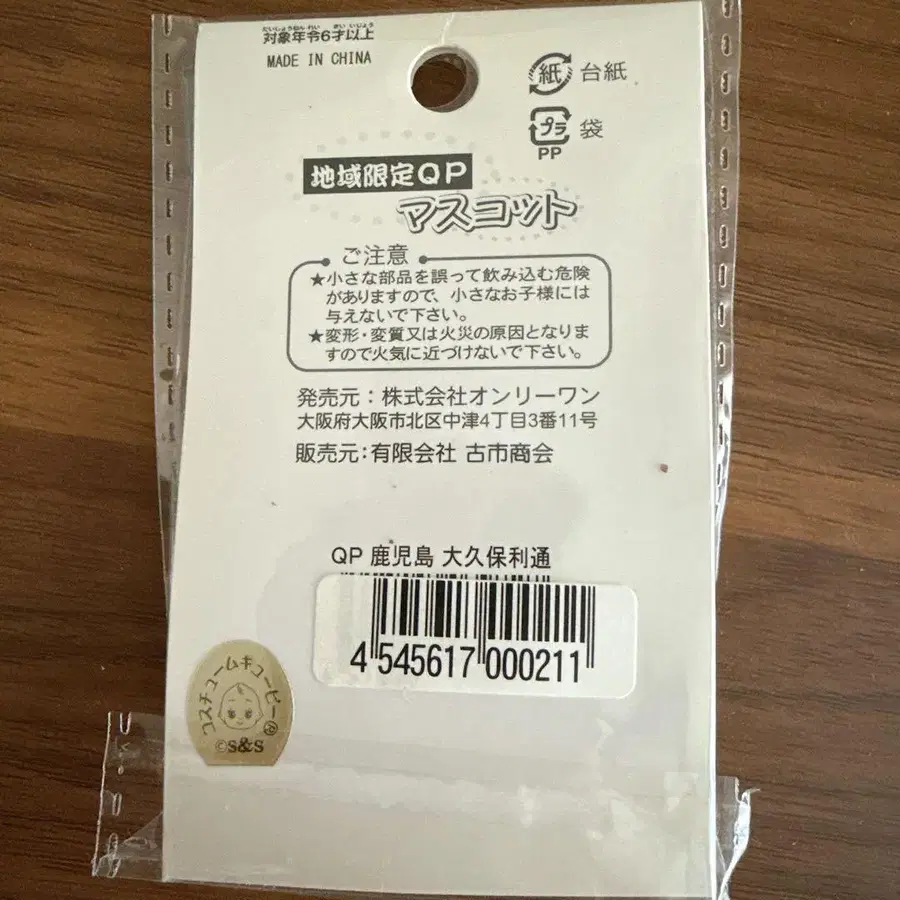 たいしょうねんれい さい いじょう
対象年令6才以上
MADE IN CHINA
紙 台紙
プラ 袋
PP
地域限定QP
マスコット
ご注意
★小さな部品を誤って飲み込む危険
がありますので、小さなお子様には
与えないで下さい。
★変形・変質又は火災の原因となりま
すので火気に近づけないで下さい。
発売元：株式会社オンリーワン
大阪府大阪市北区中津4丁目3番11号
販売元：有限会社 古市商会
QP 鹿児島 大久保利通
4 545617 000211
コスチュームキューピー®
©S&S